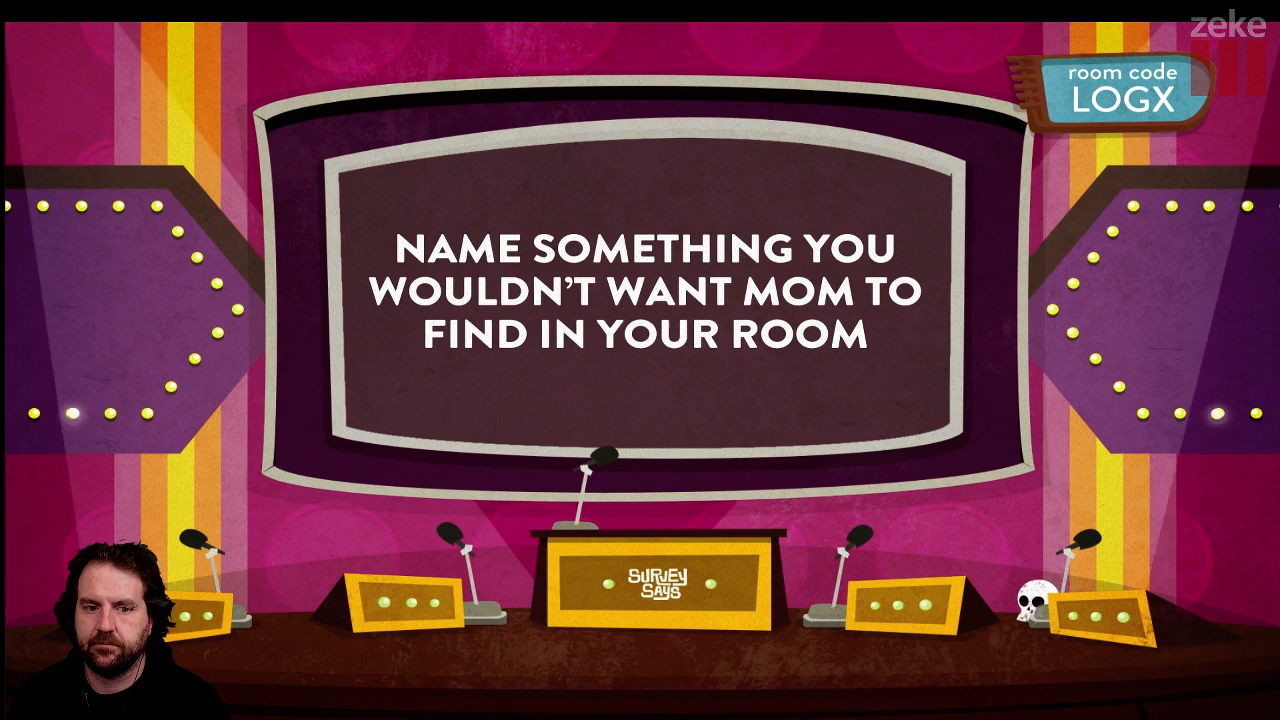 zeke
room code
LOGX
NAME SOMETHING YOU
WOULDN'T WANT MOM TO
FIND IN YOUR ROOM
SURVEY
SAYS